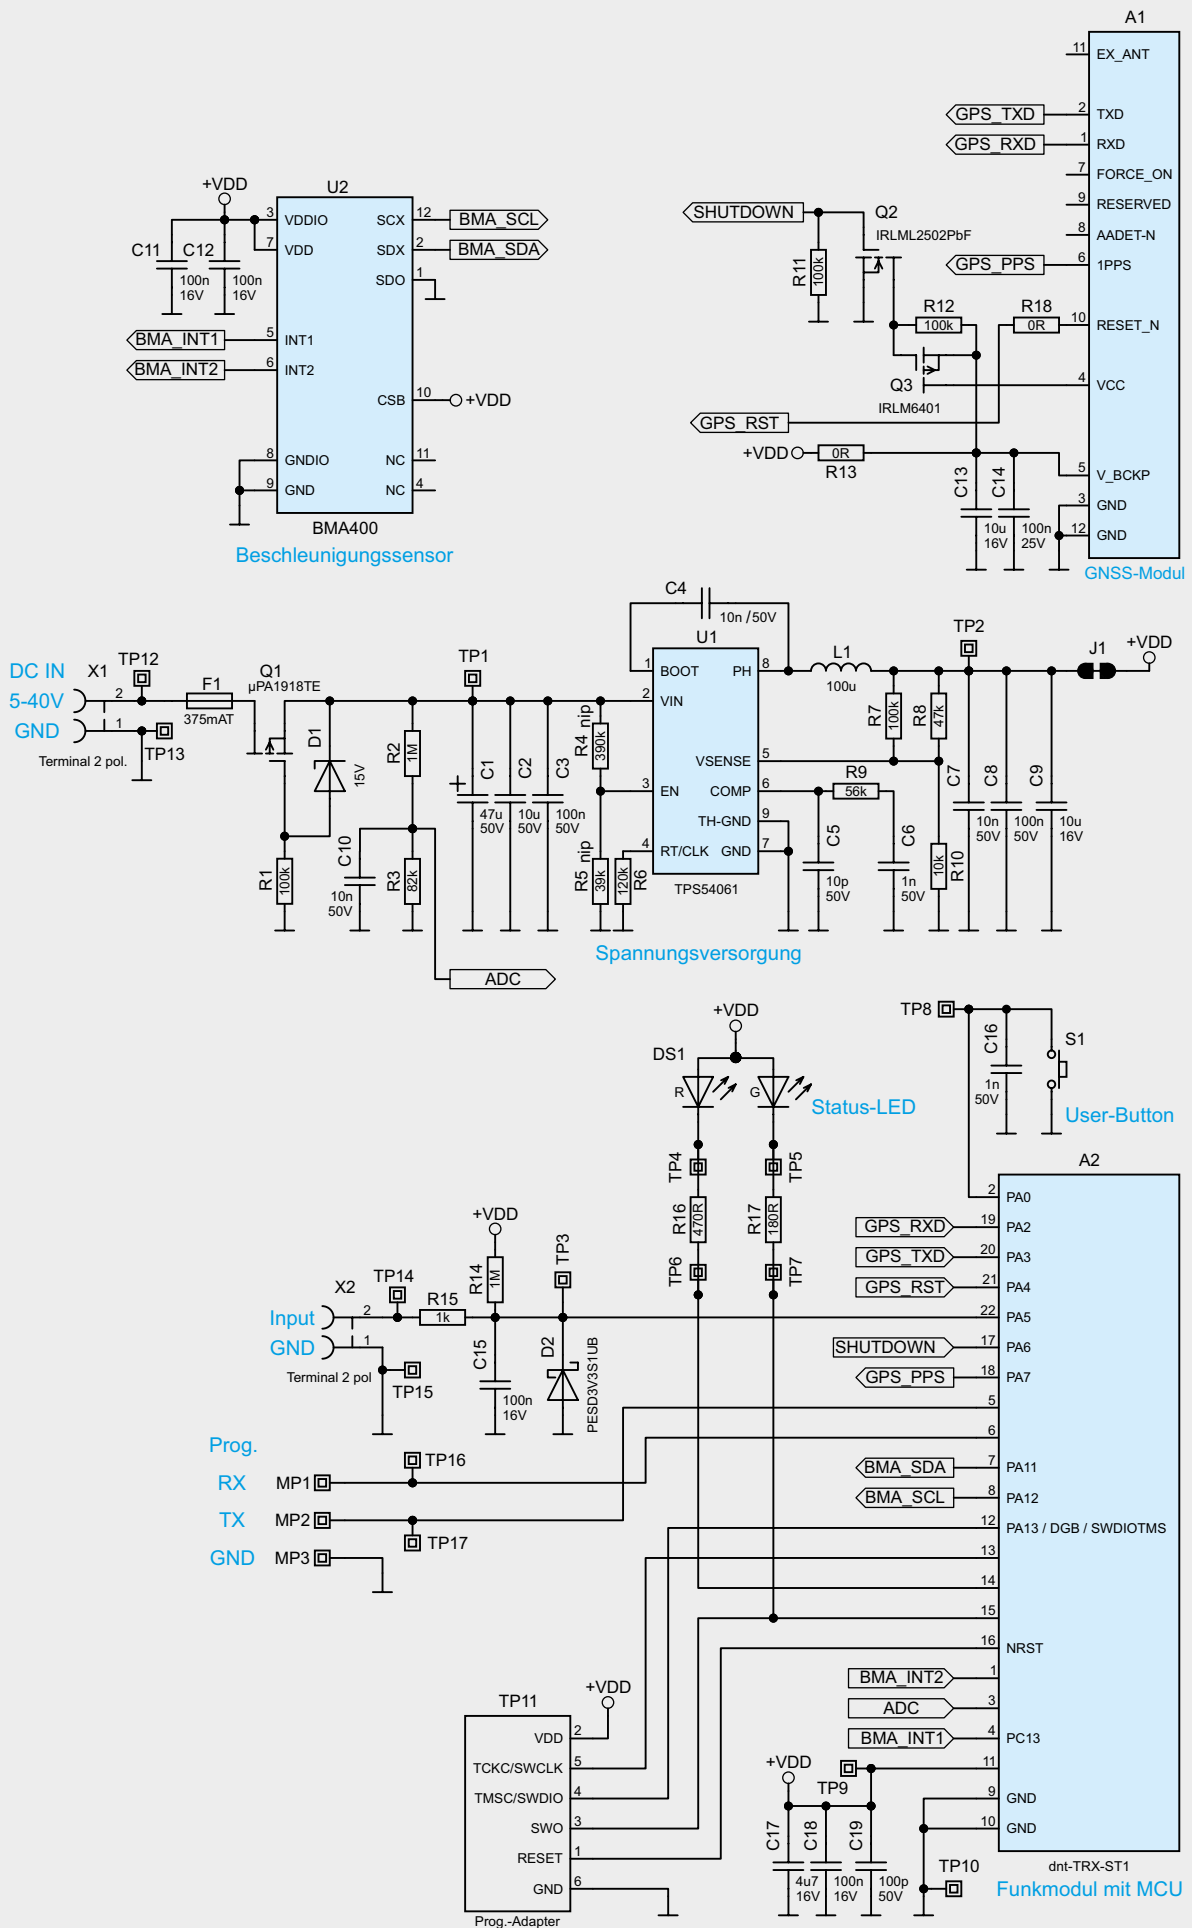 A1
11 EX_ANT
GPS_TXD 2 TXD
GPS_RXD 1 RXD
7 FORCE_ON
9 RESERVED
8 AADET-N
GPS_PPS 6 1PPS
10 RESET_N
4 VCC
5 V_BCKP
3 GND
12 GND
GNSS-Modul
SHUTDOWN
Q2
IRLML2502PbF
R11
100k
R12
100k
R18
0R
Q3
IRLM6401
GPS_RST
+VDD
0R
R13
C13
10u
16V
C14
100n
25V
+VDD
U2
C11
100n
16V
C12
100n
16V
3 VDDIO
7 VDD
SCX 12 BMA_SCL
SDX 2 BMA_SDA
SDO 1
BMA_INT1 5 INT1
BMA_INT2 6 INT2
CSB 10 +VDD
8 GNDIO
9 GND
NC 11
NC 4
BMA400
Beschleunigungssensor
DC IN
5-40V
GND
X1
2
1
Terminal 2 pol.
TP12
TP13
F1
375mAT
Q1
µPA1918TE
D1
15V
R1
100k
R2
1M
C10
10n
50V
R3
82k
ADC
TP1
C1
47u
50V
C2
10u
50V
C3
100n
50V
R4 nip
390k
R5 nip
39k
R6
120k
C4
10n/50V
U1
1 BOOT
2 VIN
3 EN
4 RT/CLK
PH 8
VSENSE 5
COMP 6
TH-GND 9
GND 7
TPS54061
L1
100u
R7
100k
R8
47k
R9
56k
C5
10p
50V
C6
1n
50V
R10
10k
TP2
C7
10n
50V
C8
100n
50V
C9
10u
16V
J1
+VDD
Spannungsversorgung
+VDD
DS1
R
G
Status-LED
TP4
TP5
R16
470R
R17
180R
TP6
TP7
TP8
C16
1n
50V
S1
User-Button
+VDD
R14
1M
TP3
X2
Input
GND
2
1
Terminal 2 pol
TP14
TP15
R15
1k
C15
100n
16V
D2
PESD3V3S1UB
Prog.
RX MP1
TX MP2
GND MP3
TP16
TP17
A2
2 PA0
GPS_RXD 19 PA2
GPS_TXD 20 PA3
GPS_RST 21 PA4
22 PA5
SHUTDOWN 17 PA6
GPS_PPS 18 PA7
5
6
BMA_SDA 7 PA11
BMA_SCL 8 PA12
12 PA13 / DGB / SWDIOTMS
13
14
15
16 NRST
BMA_INT2 1
ADC 3
BMA_INT1 4 PC13
11
9 GND
10 GND
dnt-TRX-ST1
Funkmodul mit MCU
TP11
+VDD
VDD 2
TCKC/SWCLK 5
TMSC/SWDIO 4
SWO 3
RESET 1
GND 6
Prog.-Adapter
+VDD
TP9
C17
4u7
16V
C18
100n
16V
C19
100p
50V
TP10